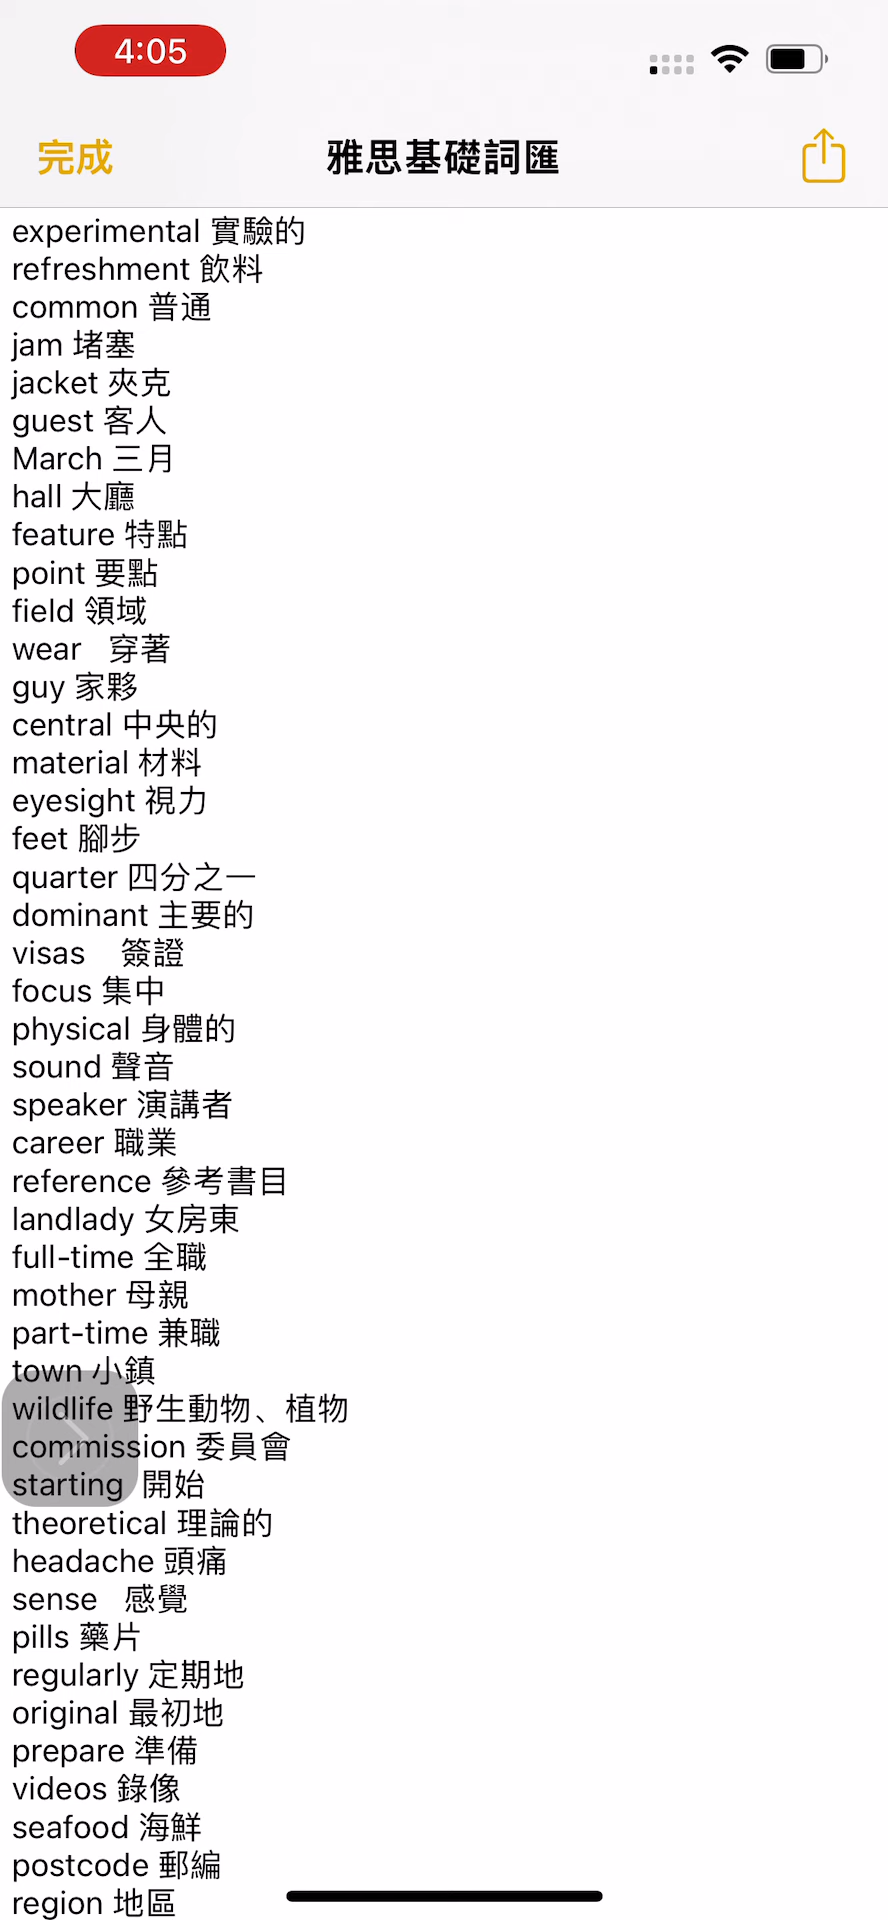 4:05
完成 雅思基礎詞匯
experimental 實驗的
refreshment 飲料
common 普通
jam 堵塞
jacket 夾克
guest 客人
March 三月
hall 大廳
feature 特點
point 要點
field 領域
wear 穿著
guy 家夥
central 中央的
material 材料
eyesight 視力
feet 腳步
quarter 四分之一
dominant 主要的
visas 簽證
focus 集中
physical 身體的
sound 聲音
speaker 演講者
career 職業
reference 參考書目
landlady 女房東
full-time 全職
mother 母親
part-time 兼職
town 小鎮
wildlife 野生動物、植物
commission 委員會
starting 開始
theoretical 理論的
headache 頭痛
sense 感覺
pills 藥片
regularly 定期地
original 最初地
prepare 準備
videos 錄像
seafood 海鮮
postcode 郵編
region 地區